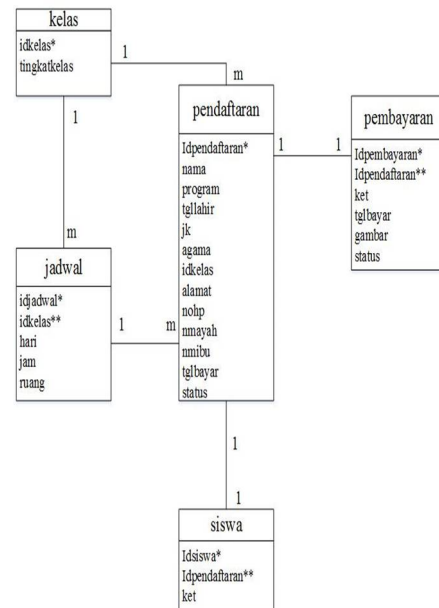 kelas
idkelas*
tingkatkelas
1
m
1
m
pendaftaran
Idpendaftaran*
nama
program
tgllahir
jk
agama
idkelas
alamat
nohp
nmayah
nmibu
tglbayar
status
1
1
pembayaran
Idpembayaran*
Idpendaftaran**
ket
tglbayar
gambar
status
jadwal
idjadwal*
idkelas**
hari
jam
ruang
1
m
1
1
siswa
Idsiswa*
Idpendaftaran**
ket